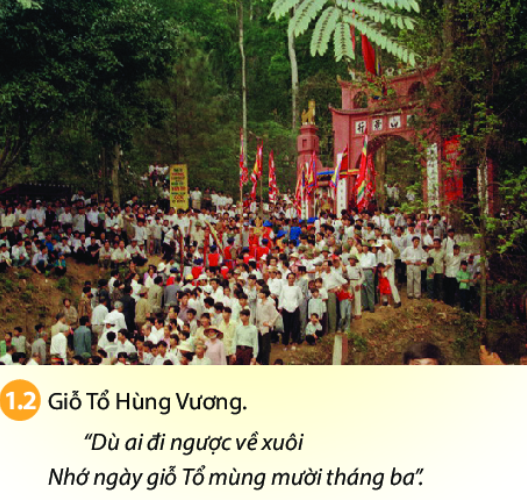 1.2 Giỗ Tổ Hùng Vương.
“Dù ai đi ngược về xuôi
Nhớ ngày giỗ Tổ mùng mười tháng ba”.